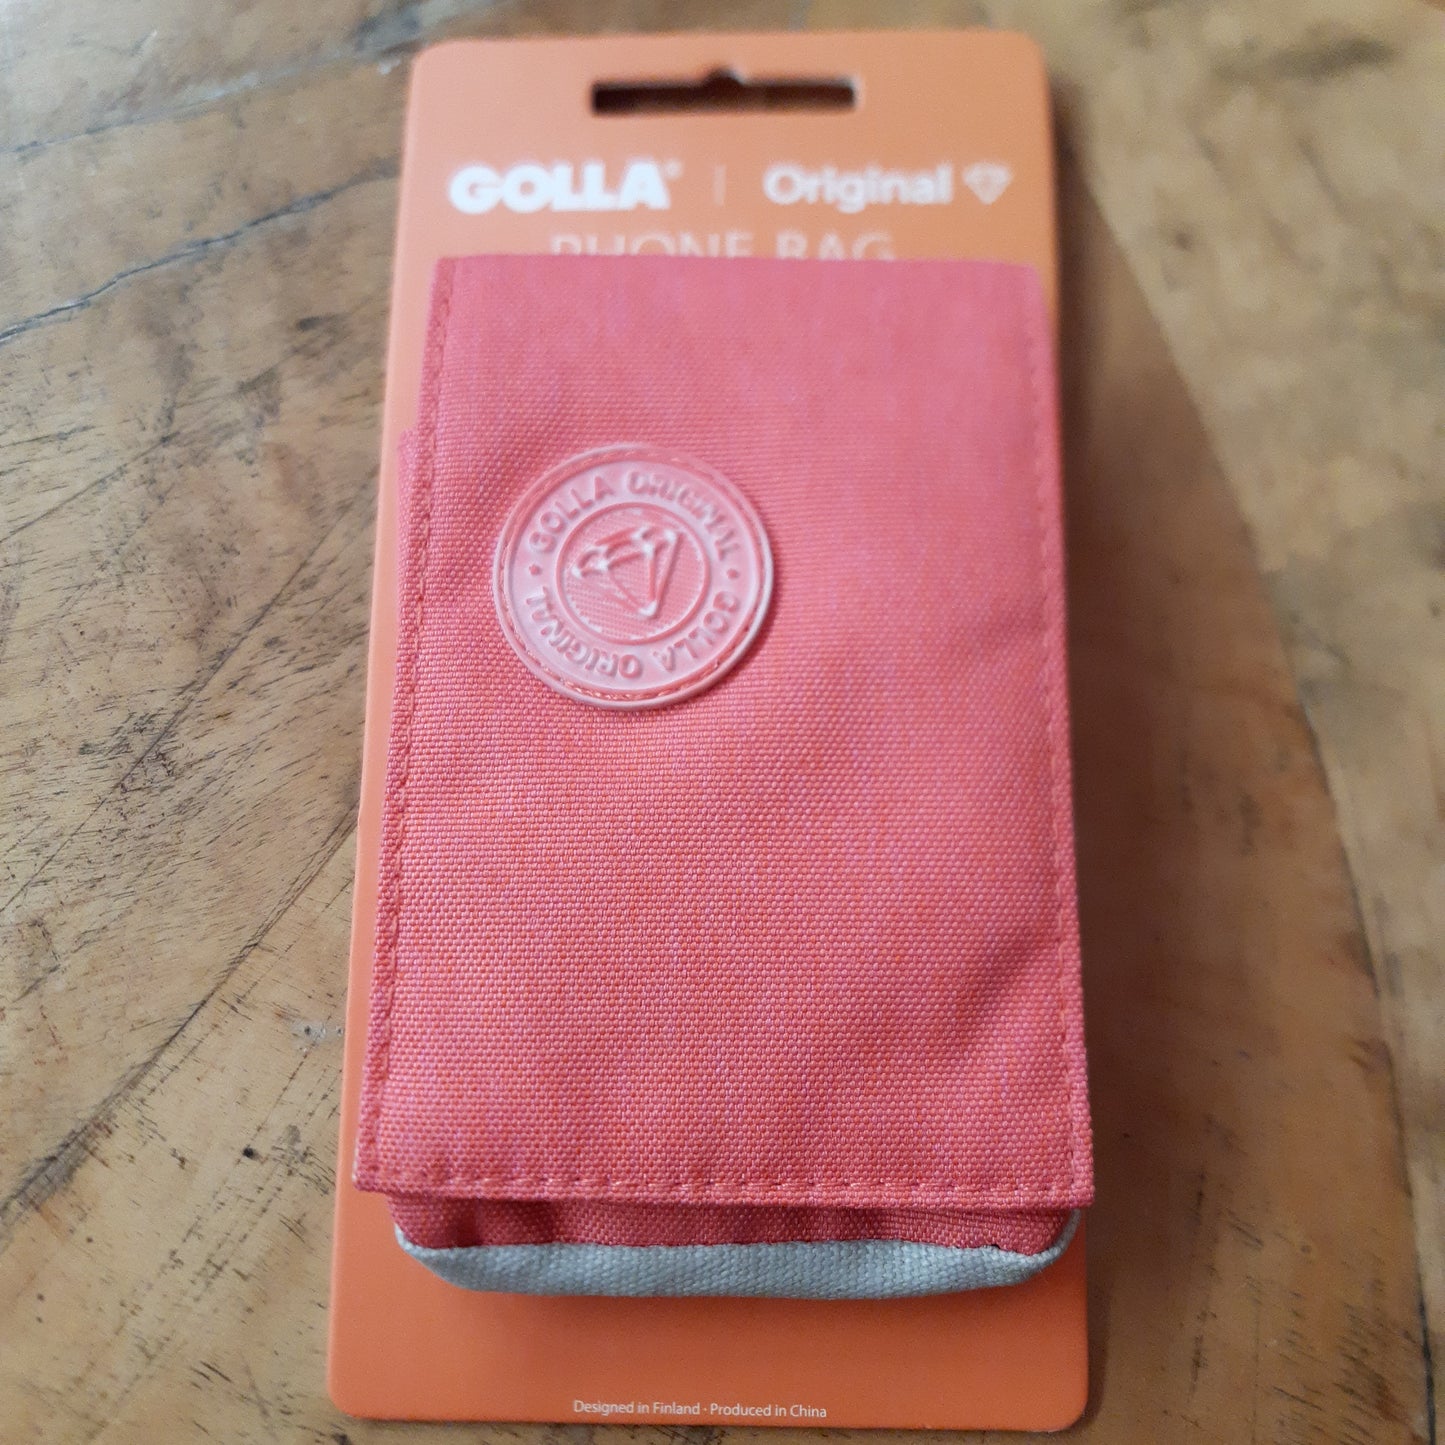 GOLLA® | Original
PHONE BAG
· GOLLA ORIGINAL · GOLLA ORIGINAL
Designed in Finland · Produced in China